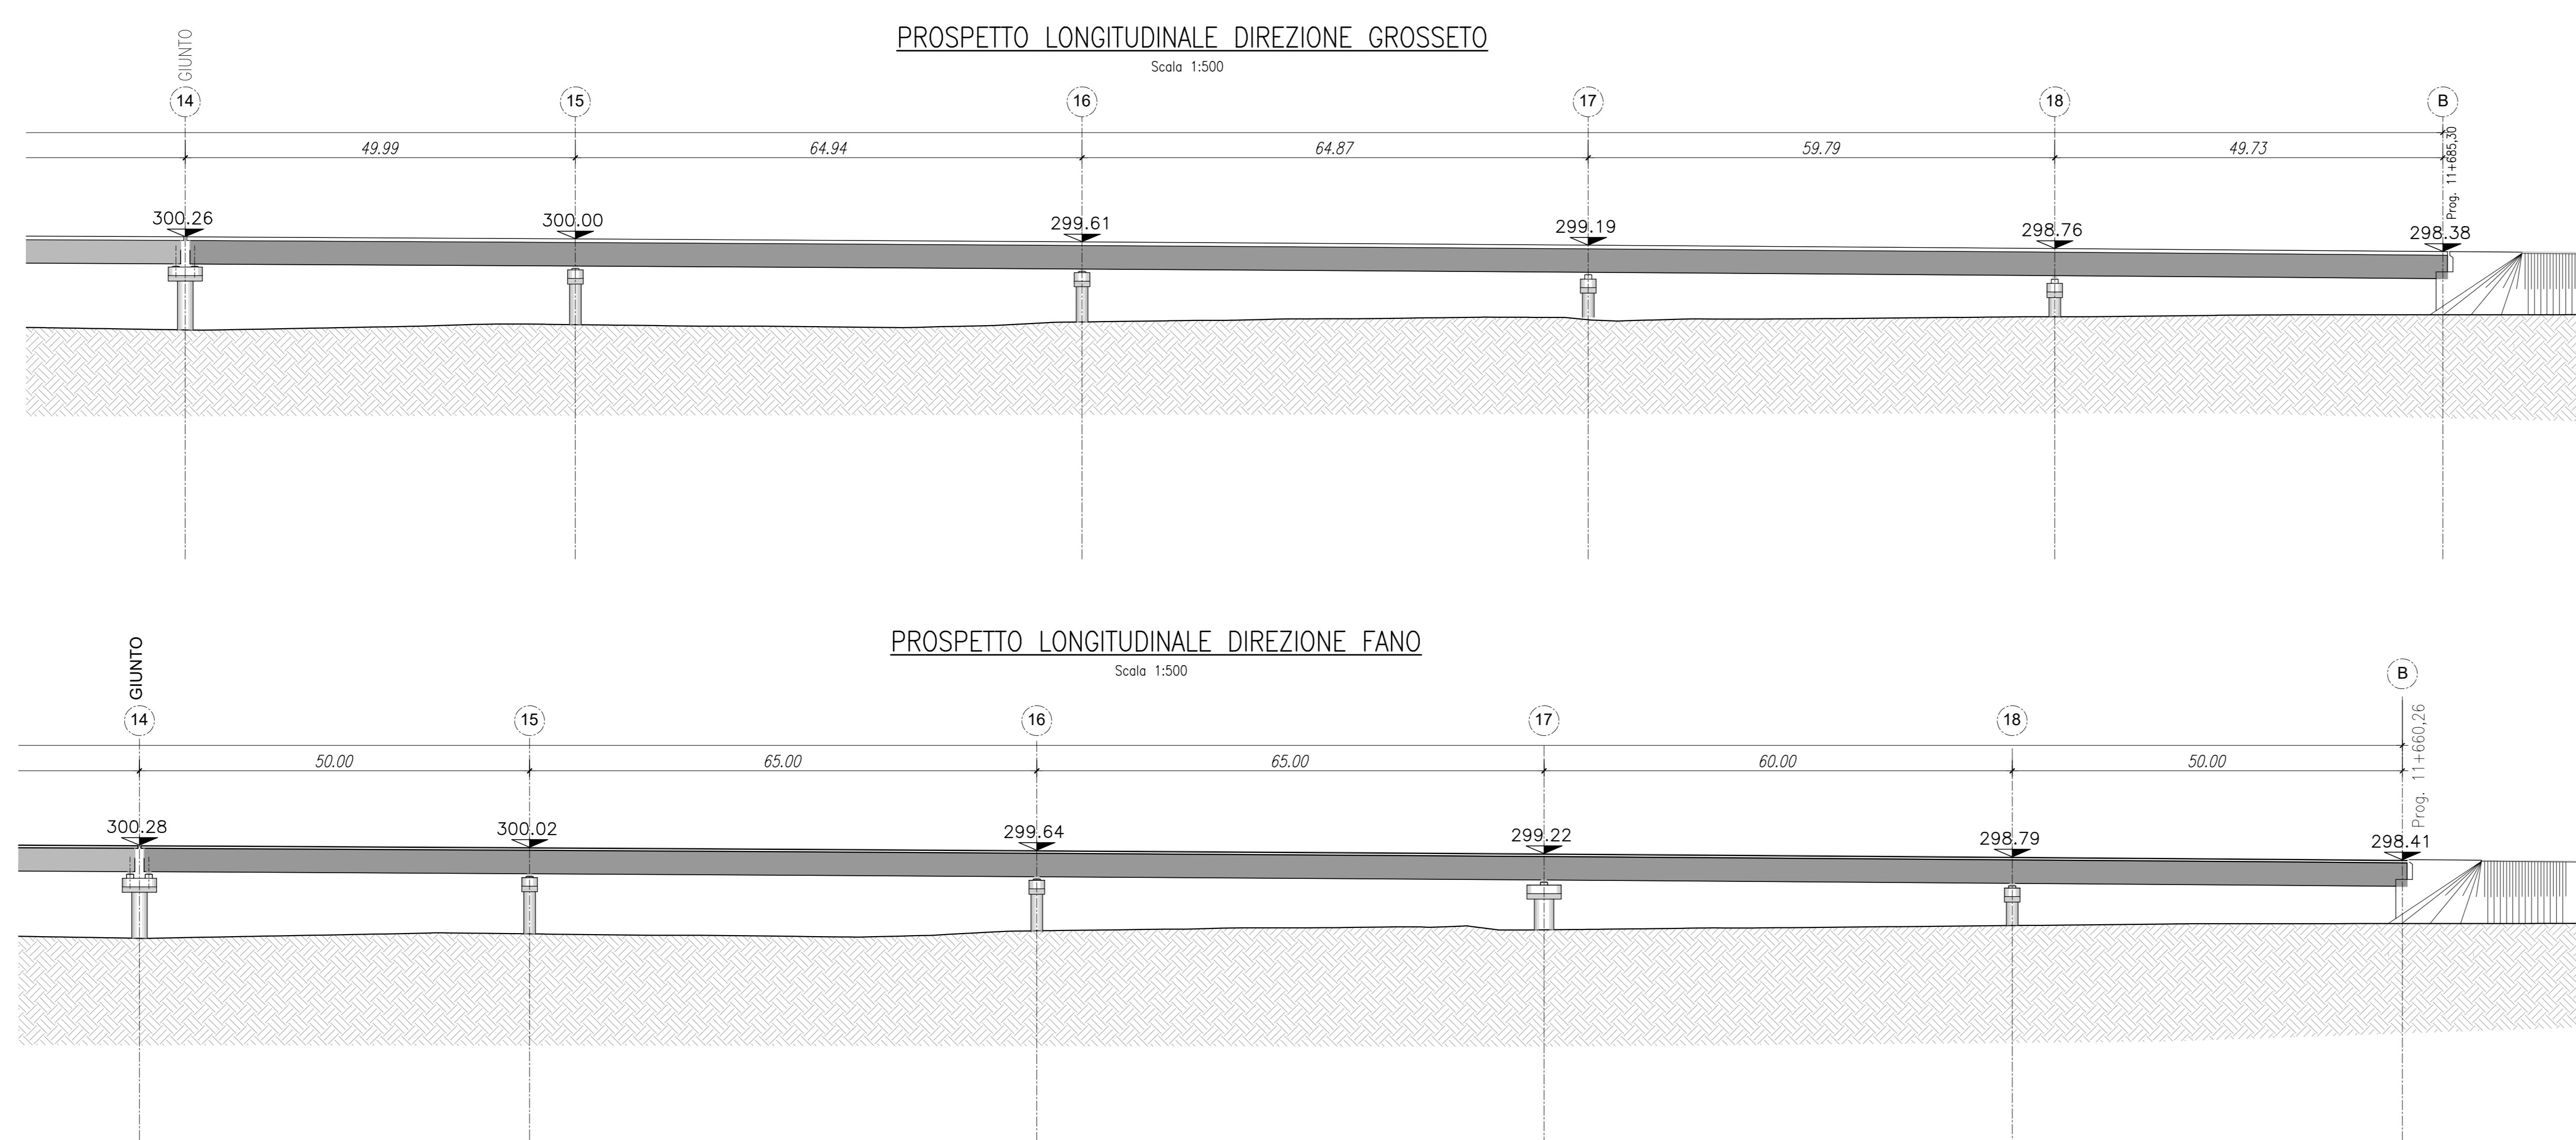 PROSPETTO LONGITUDINALE DIREZIONE GROSSETO
Scala 1:500
GIUNTO
14 15 16 17 18 B
49.99 64.94 64.87 59.79 49.73
Prog. 11+685,30
300.26 300.00 299.61 299.19 298.76 298.38
PROSPETTO LONGITUDINALE DIREZIONE FANO
Scala 1:500
GIUNTO
14 15 16 17 18 B
50.00 65.00 65.00 60.00 50.00
Prog. 11+660,26
300.28 300.02 299.64 299.22 298.79 298.41